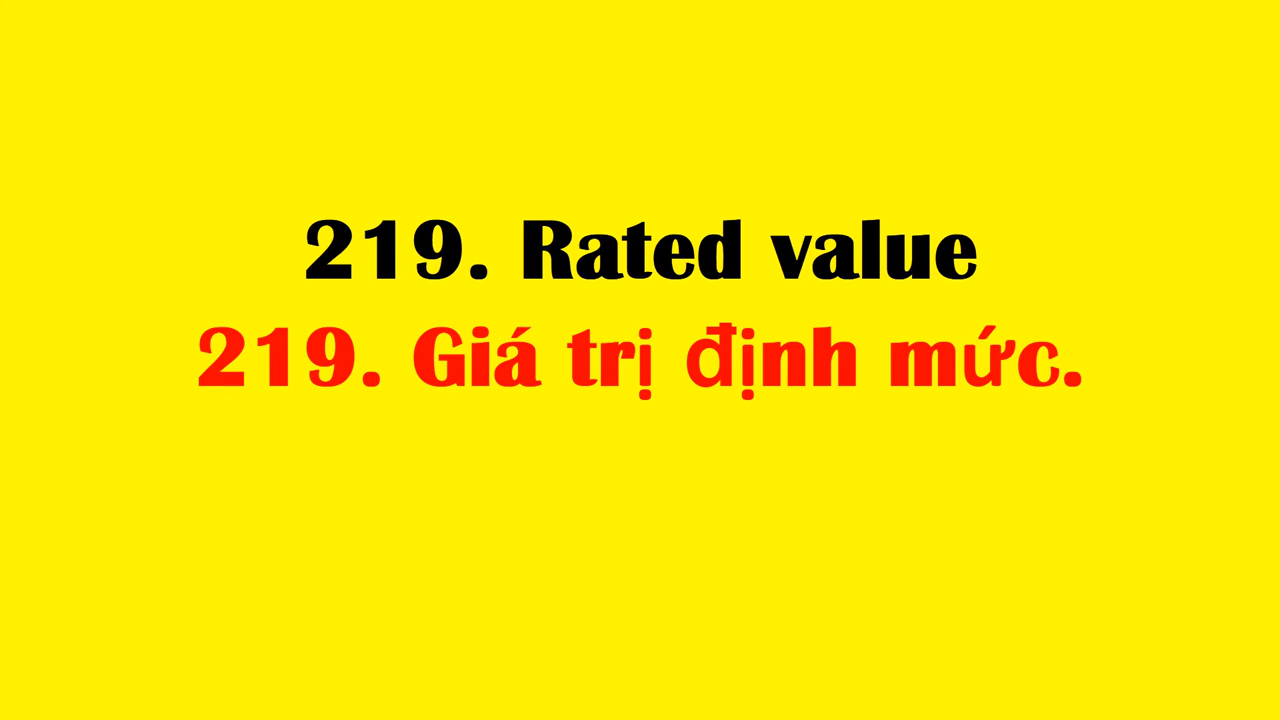 219. Rated value
219. Giá trị định mức.